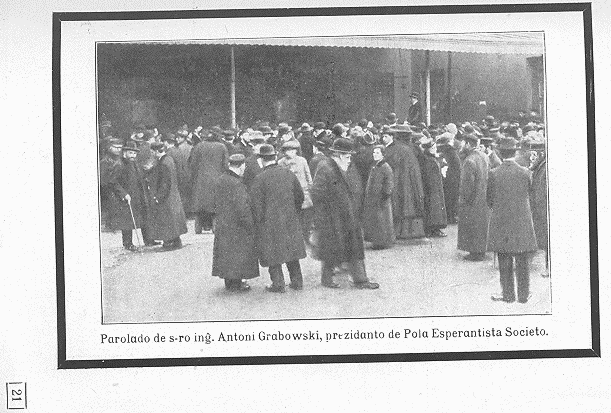 Parolado de s-ro inĝ. Antoni Grabowski, prezidanto de Pola Esperantista Societo.
21